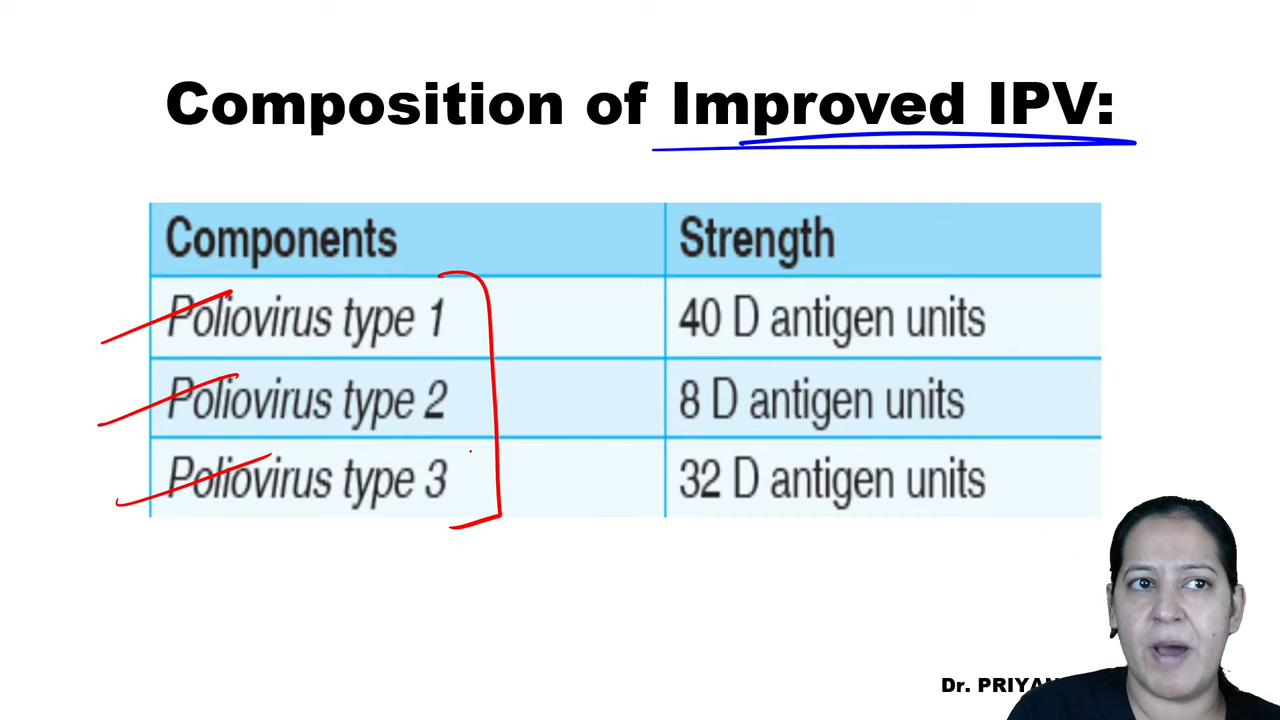 Composition of Improved IPV:
Components Strength
Poliovirus type 1 40 D antigen units
Poliovirus type 2 8 D antigen units
Poliovirus type 3 32 D antigen units
Dr.